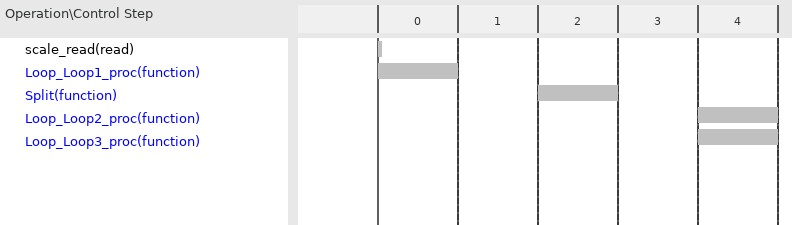 Operation\Control Step 0 1 2 3 4
scale_read(read)
Loop_Loop1_proc(function)
Split(function)
Loop_Loop2_proc(function)
Loop_Loop3_proc(function)